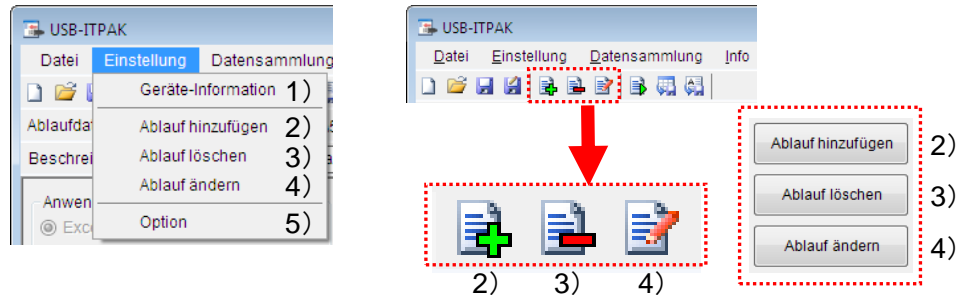 USB-ITPAK
Datei Einstellung Datensammlung
Geräte-Information 1)
Ablaufda
Ablauf hinzufügen 2)
Beschrei
Ablauf löschen 3)
Ablauf ändern 4)
Anwen
Exc
Option 5)
USB-ITPAK
Datei Einstellung Datensammlung Info
2) 3) 4)
Ablauf hinzufügen 2)
Ablauf löschen 3)
Ablauf ändern 4)